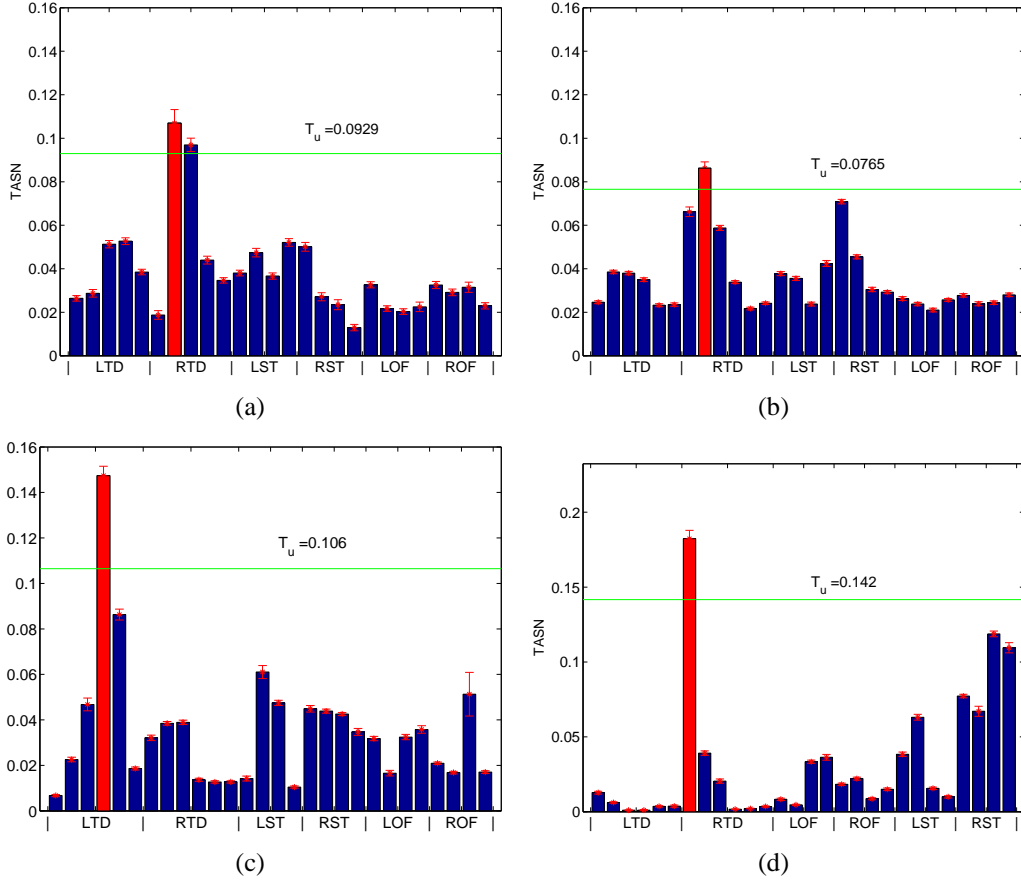 0.16
0.14
0.12
0.1
0.08
0.06
0.04
0.02
0
TASN
T_u=0.0929
| LTD | RTD | LST | RST | LOF | ROF |
(a)
0.16
0.14
0.12
0.1
0.08
0.06
0.04
0.02
0
TASN
T_u=0.0765
| LTD | RTD | LST | RST | LOF | ROF |
(b)
0.16
0.14
0.12
0.1
0.08
0.06
0.04
0.02
0
T_u=0.106
| LTD | RTD | LST | RST | LOF | ROF |
(c)
0.2
0.15
0.1
0.05
0
TASN
T_u=0.142
| LTD | RTD | LOF | ROF | LST | RST |
(d)